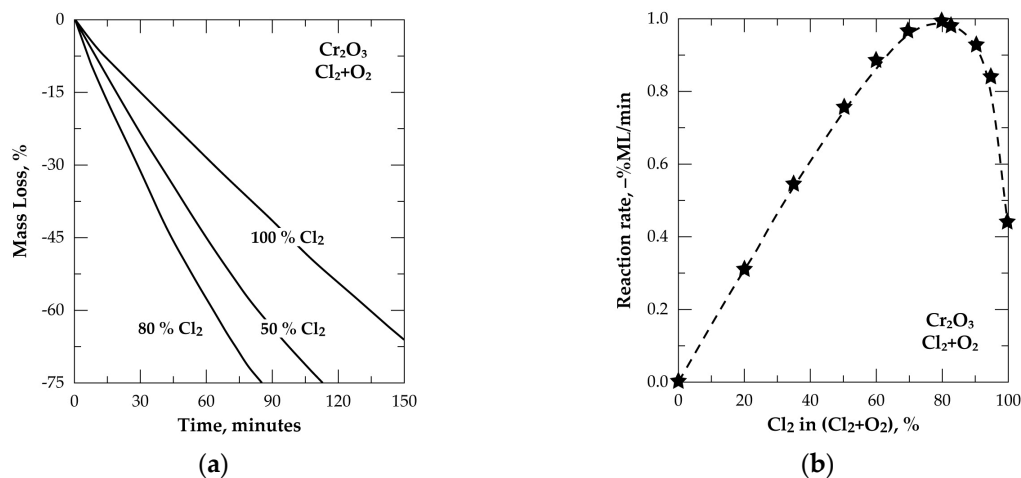 0
-15
-30
-45
-60
-75
Mass Loss, %
Cr₂O₃
Cl₂+O₂
100 % Cl₂
80 % Cl₂
50 % Cl₂
0 30 60 90 120 150
Time, minutes
(a)
1.0
0.8
0.6
0.4
0.2
0.0
Reaction rate, –%ML/min
Cr₂O₃
Cl₂+O₂
0 20 40 60 80 100
Cl₂ in (Cl₂+O₂), %
(b)